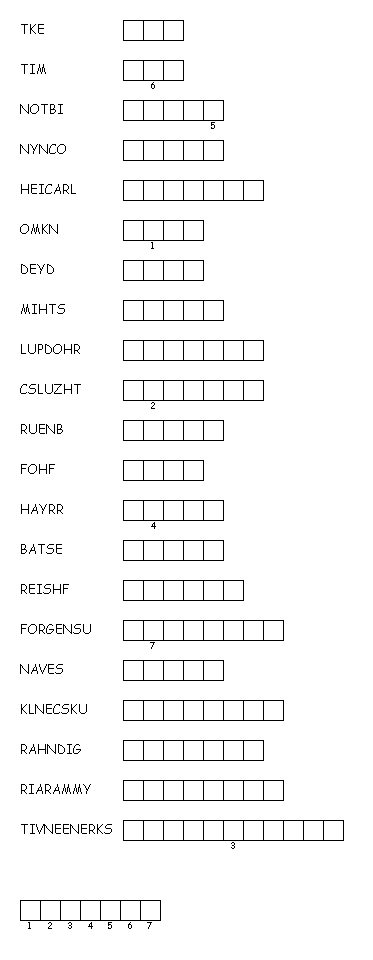 TKE
TIM
6
NOTBI
5
NYNCO
HEICARL
OMKN
1
DEYD
MIHTS
LUPDOHR
CSLUZHT
2
RUENB
FOHF
HAYRR
4
BATSE
REISHF
FORGENSU
7
NAVES
KLNECSKU
RAHNDIG
RIARAMMY
TIVNEENERKS
3
1 2 3 4 5 6 7